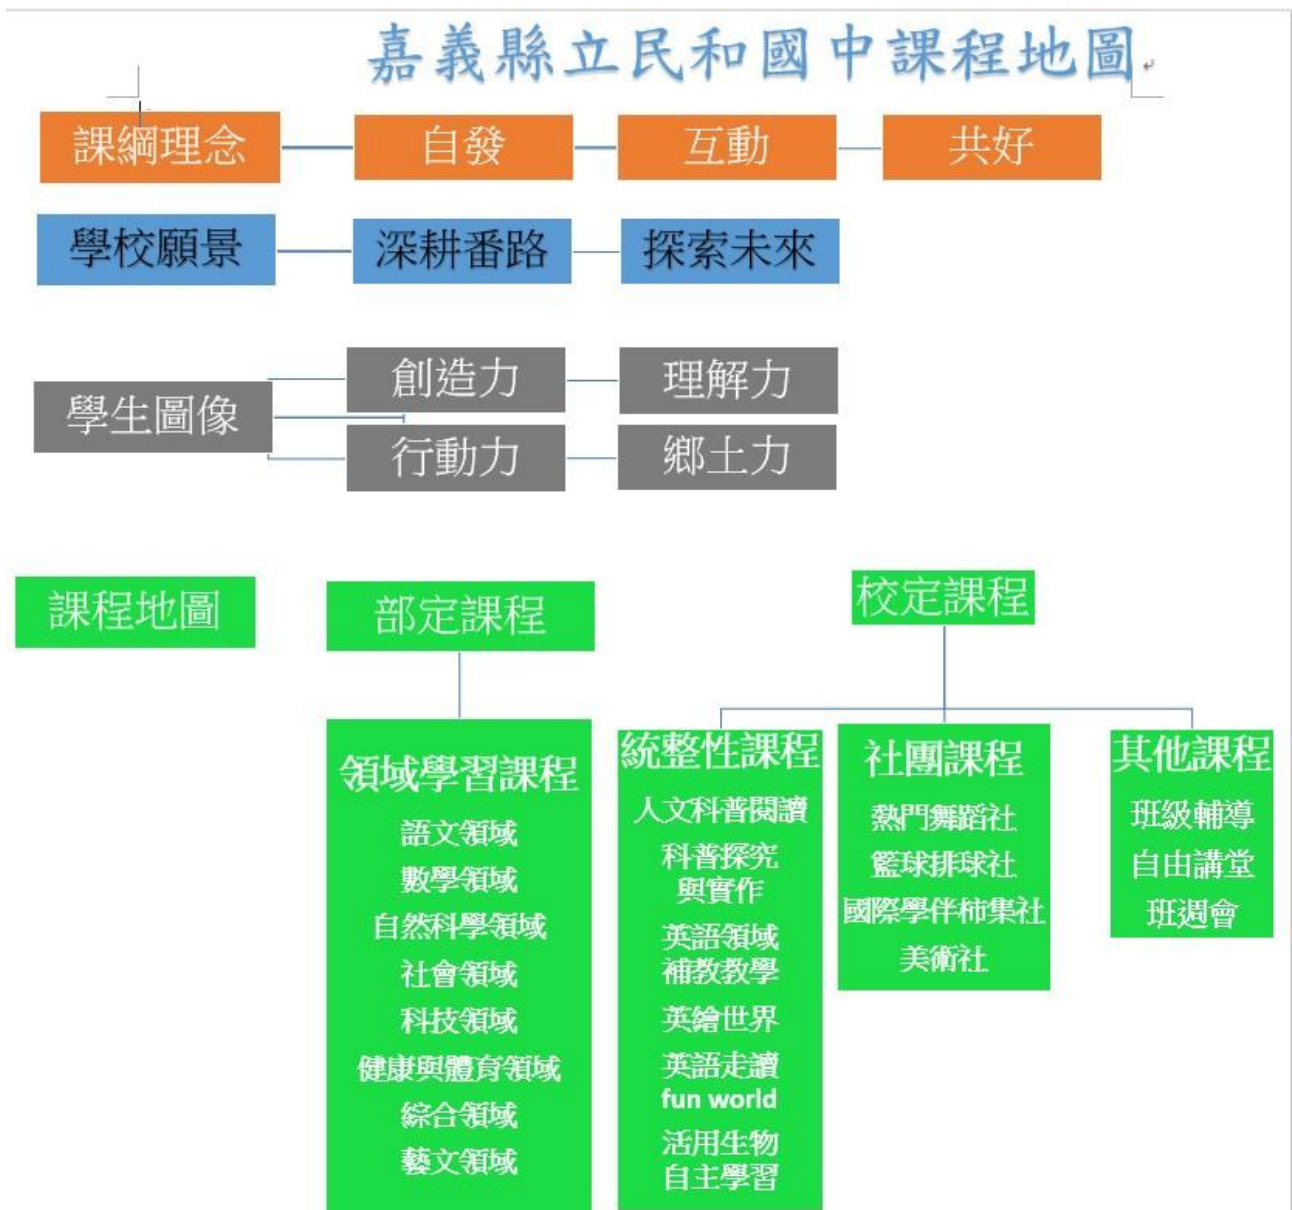 嘉義縣立民和國中課程地圖
課綱理念
自發
互動
共好
學校願景
深耕番路
探索未來
學生圖像
創造力
理解力
行動力
鄉土力
課程地圖
部定課程
校定課程
領域學習課程
語文領域
數學領域
自然科學領域
社會領域
科技領域
健康與體育領域
綜合領域
藝文領域
統整性課程
人文科普閱讀
科普探究
與實作
英語領域
補教教學
英繪世界
英語走讀
fun world
活用生物
自主學習
社團課程
熱門舞蹈社
籃球排球社
國際學伴柿集社
美術社
其他課程
班級輔導
自由講堂
班週會